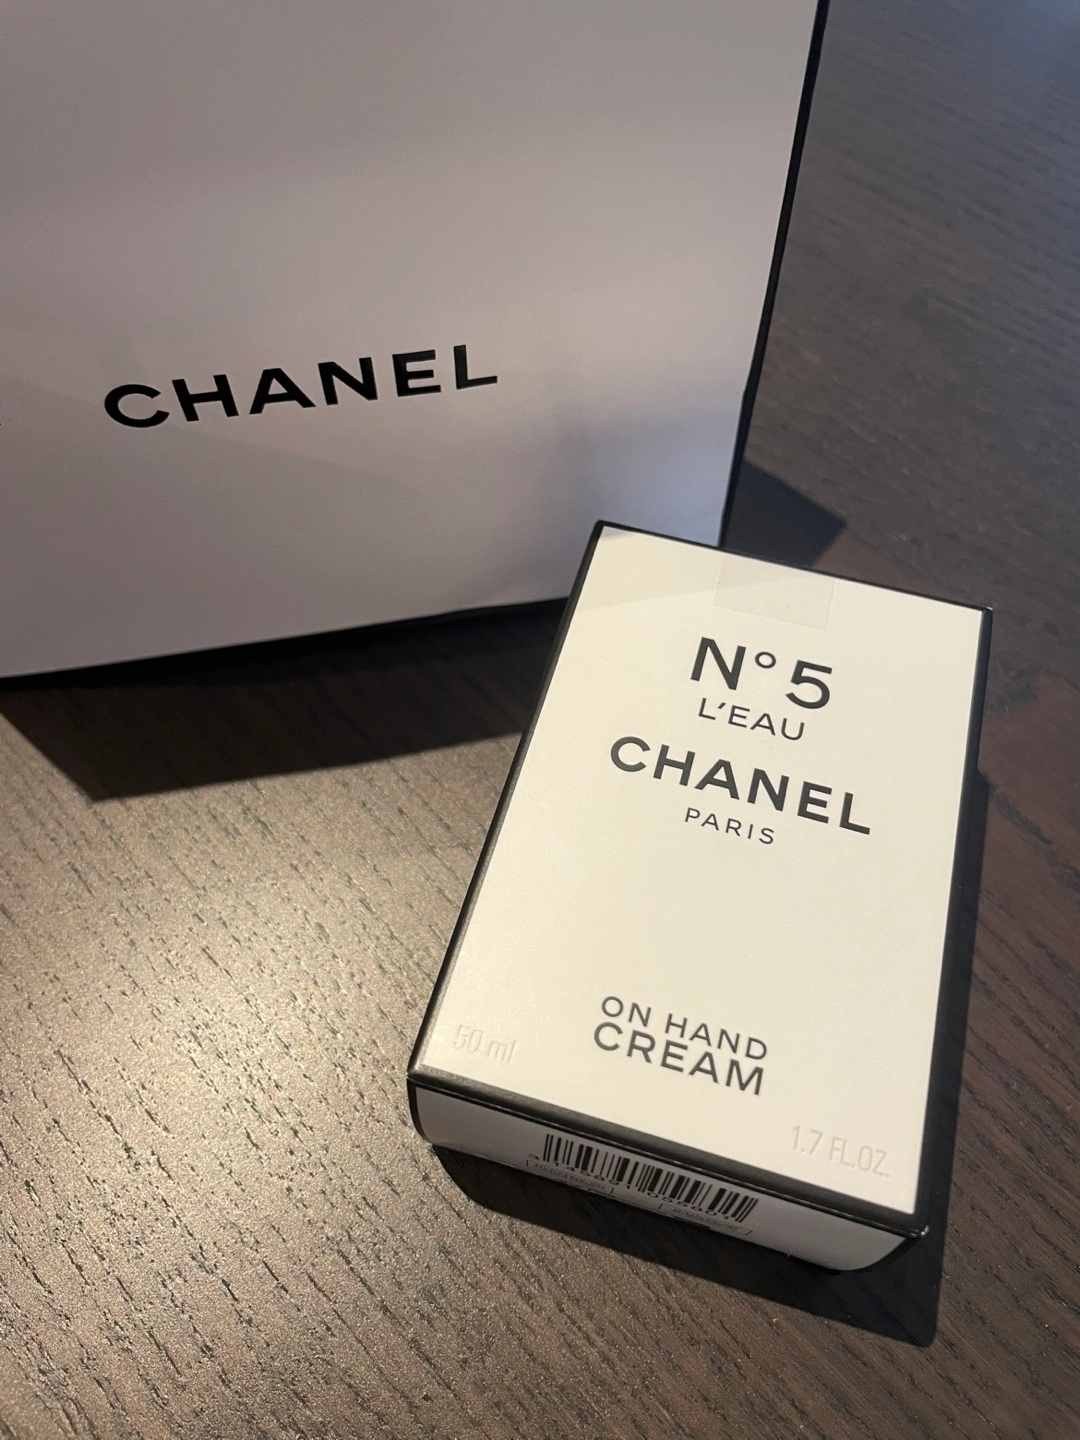 CHANEL
N° 5
L'EAU
CHANEL
PARIS
ON HAND
CREAM
50 ml
1.7 FL.OZ.